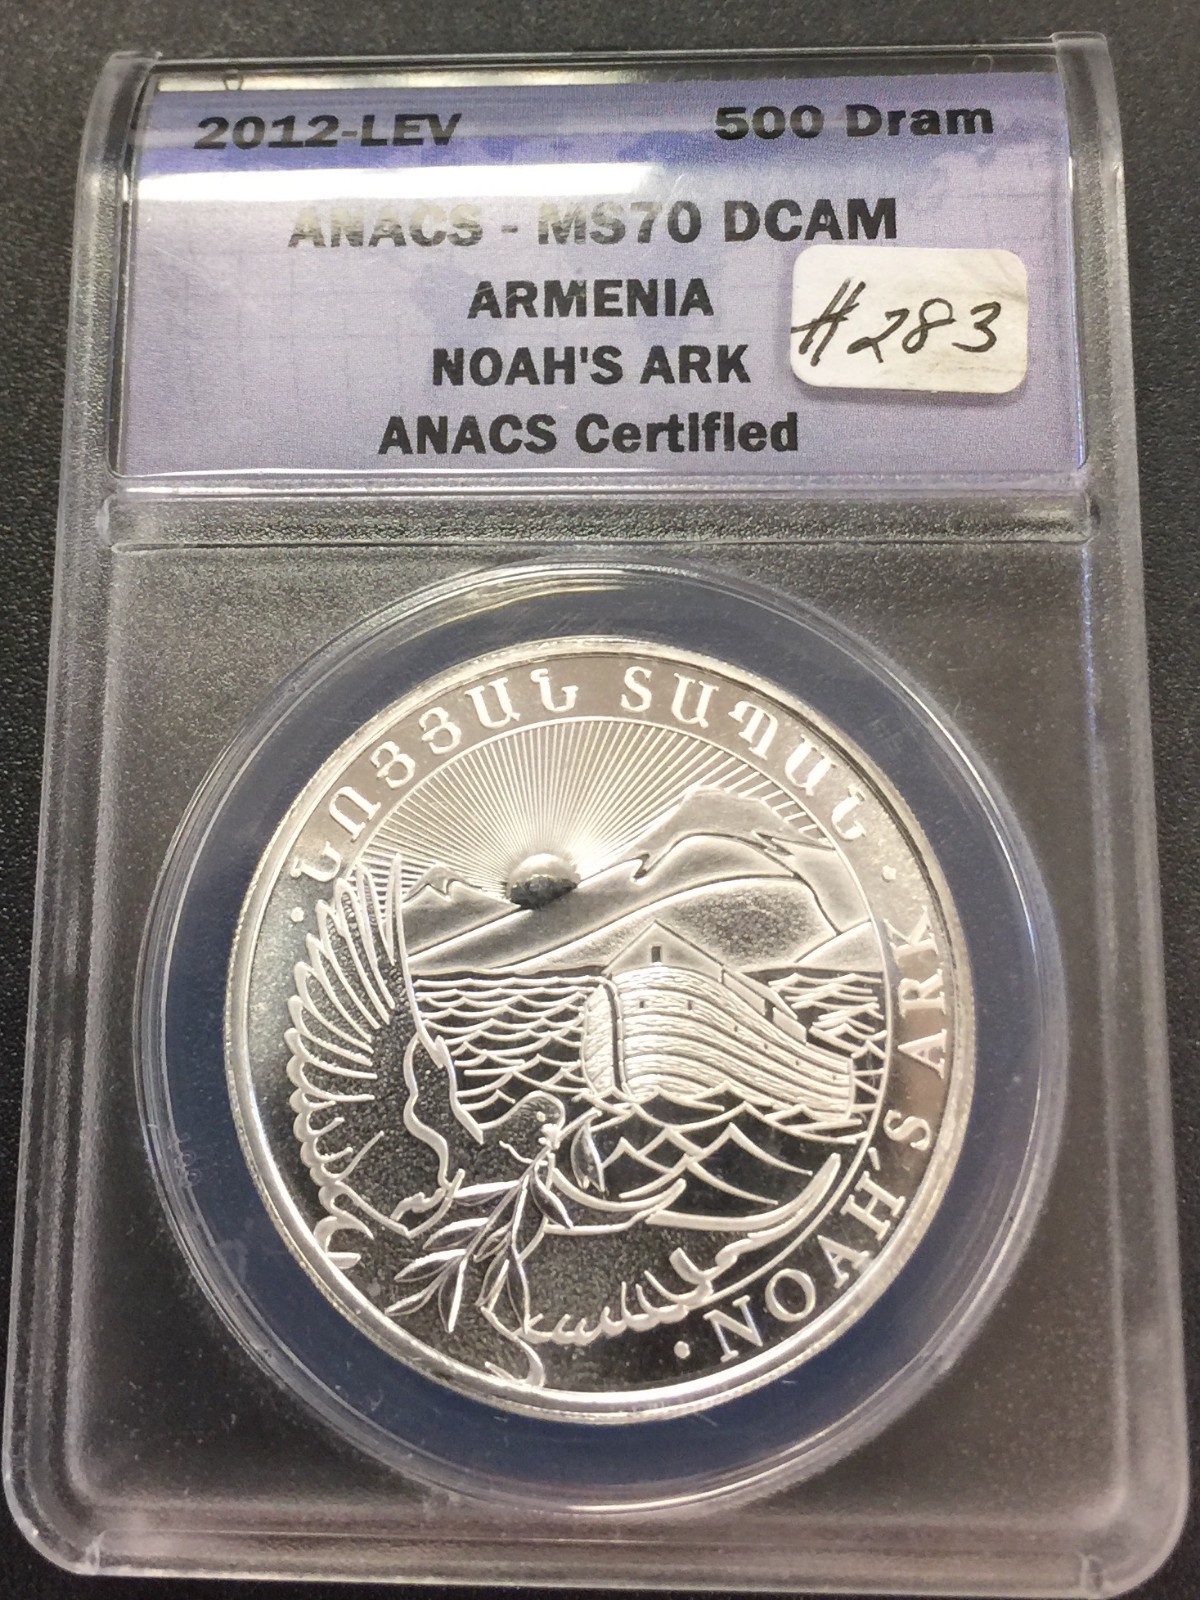 2012-LEV 500 Dram
ANACS - MS70 DCAM
ARMENIA
#283
NOAH'S ARK
ANACS Certified
ՆՈՅՅԱՆ ՏԱՊԱՆ
· NOAH'S ARK ·